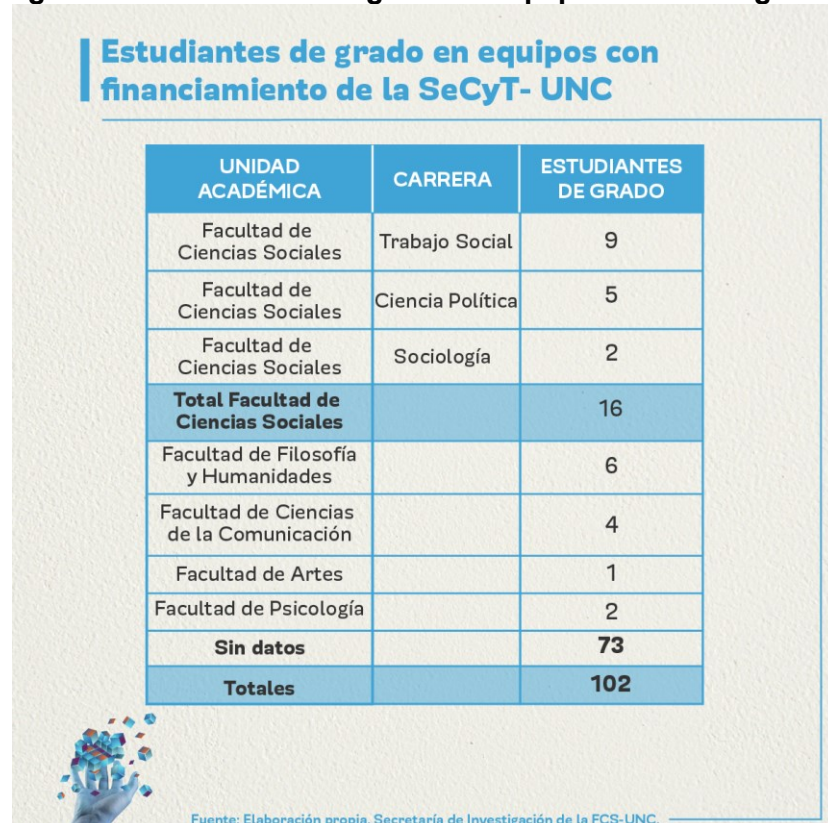 Estudiantes de grado en equipos con
financiamiento de la SeCyT- UNC
UNIDAD
ACADÉMICA
CARRERA
ESTUDIANTES
DE GRADO
Facultad de
Ciencias Sociales
Trabajo Social
9
Facultad de
Ciencias Sociales
Ciencia Política
5
Facultad de
Ciencias Sociales
Sociología
2
Total Facultad de
Ciencias Sociales
16
Facultad de Filosofía
y Humanidades
6
Facultad de Ciencias
de la Comunicación
4
Facultad de Artes
1
Facultad de Psicología
2
Sin datos
73
Totales
102
Fuente: Elaboración propia. Secretaría de Investigación de la FCS-UNC.